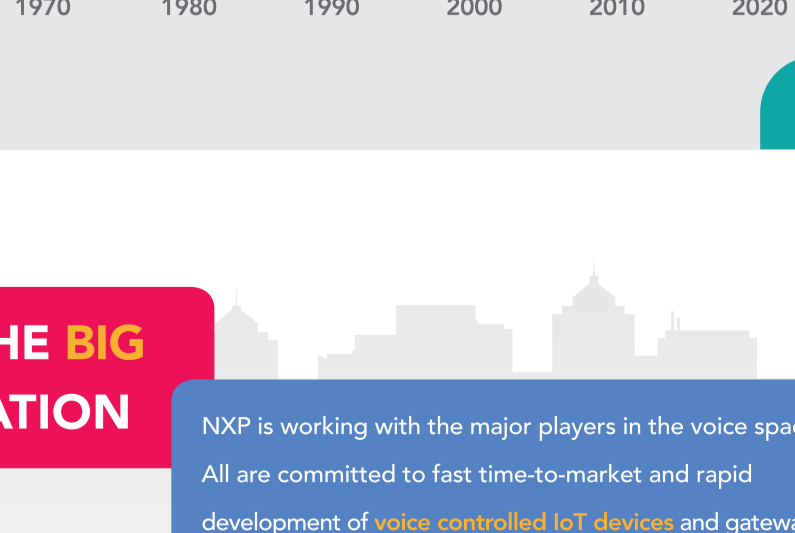 1970 1980 1990 2000 2010 2020
HE BIG
ATION
NXP is working with the major players in the voice spa
All are committed to fast time-to-market and rapid
development of voice controlled IoT devices and gatewa